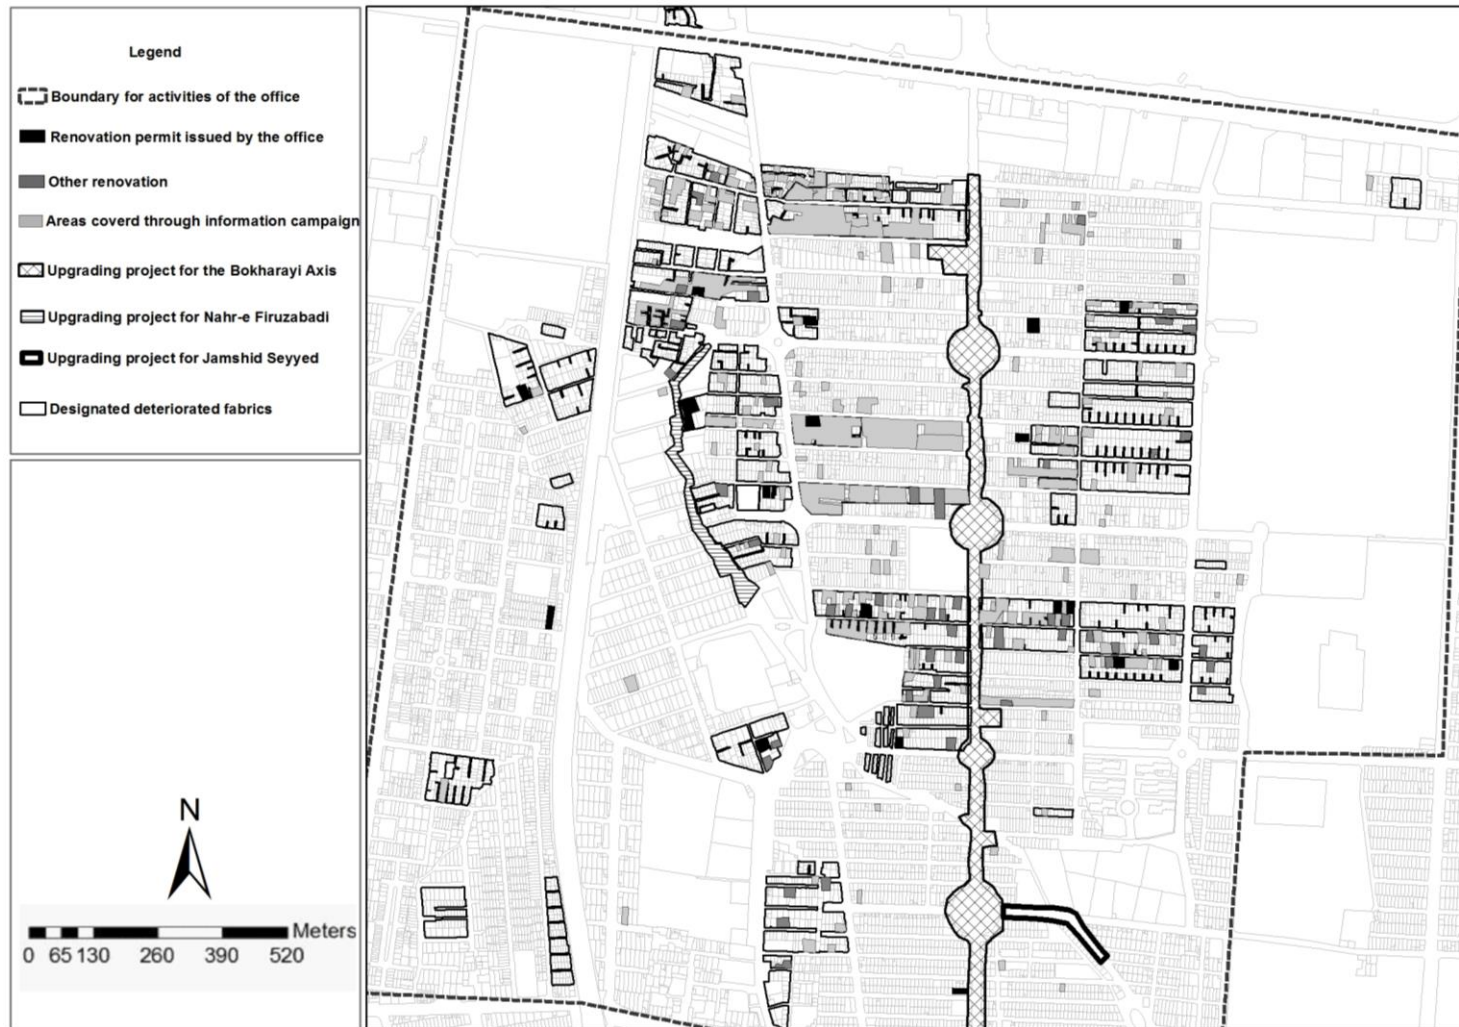 Legend
Boundary for activities of the office
Renovation permit issued by the office
Other renovation
Areas coverd through information campaign
Upgrading project for the Bokharayi Axis
Upgrading project for Nahr-e Firuzabadi
Upgrading project for Jamshid Seyyed
Designated deteriorated fabrics
N
Meters
0 65 130 260 390 520